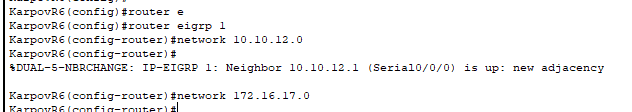 KarpovR6(config)#router e
KarpovR6(config)#router eigrp 1
KarpovR6(config-router)#network 10.10.12.0
KarpovR6(config-router)#
%DUAL-5-NBRCHANGE: IP-EIGRP 1: Neighbor 10.10.12.1 (Serial0/0/0) is up: new adjacency
KarpovR6(config-router)#network 172.16.17.0
KarpovR6(config-router)#